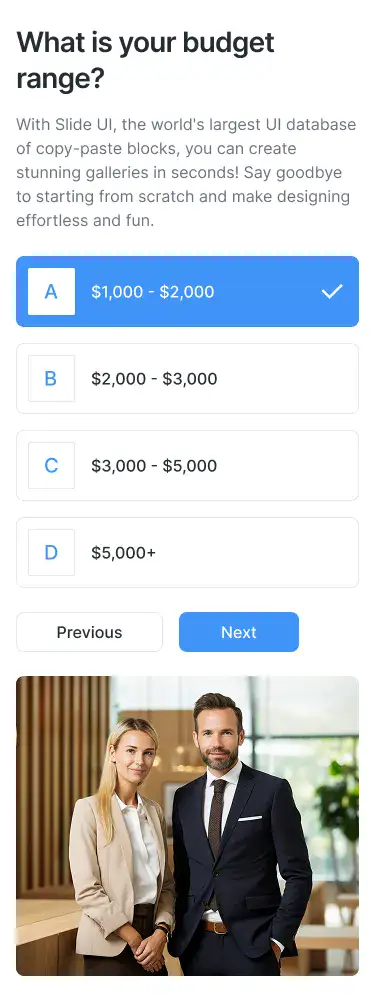 What is your budget
range?
With Slide UI, the world's largest UI database
of copy-paste blocks, you can create
stunning galleries in seconds! Say goodbye
to starting from scratch and make designing
effortless and fun.
A $1,000 - $2,000
B $2,000 - $3,000
C $3,000 - $5,000
D $5,000+
Previous Next